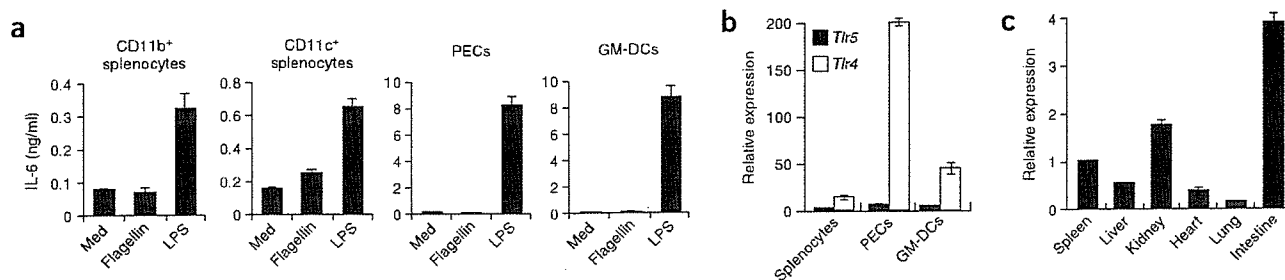 a
CD11b+ splenocytes
CD11c+ splenocytes
PECs
GM-DCs
IL-6 (ng/ml)
0.4
0.3
0.2
0.1
0
Med
Flagellin
LPS
0.8
0.6
0.4
0.2
0
Med
Flagellin
LPS
10
8
6
4
2
0
Med
Flagellin
LPS
10
8
6
4
2
0
Med
Flagellin
LPS
b
Relative expression
200
150
100
50
0
Tlr5
Tlr4
Splenocytes
PECs
GM-DCs
c
Relative expression
4
3
2
1
0
Spleen
Liver
Kidney
Heart
Lung
Intestine